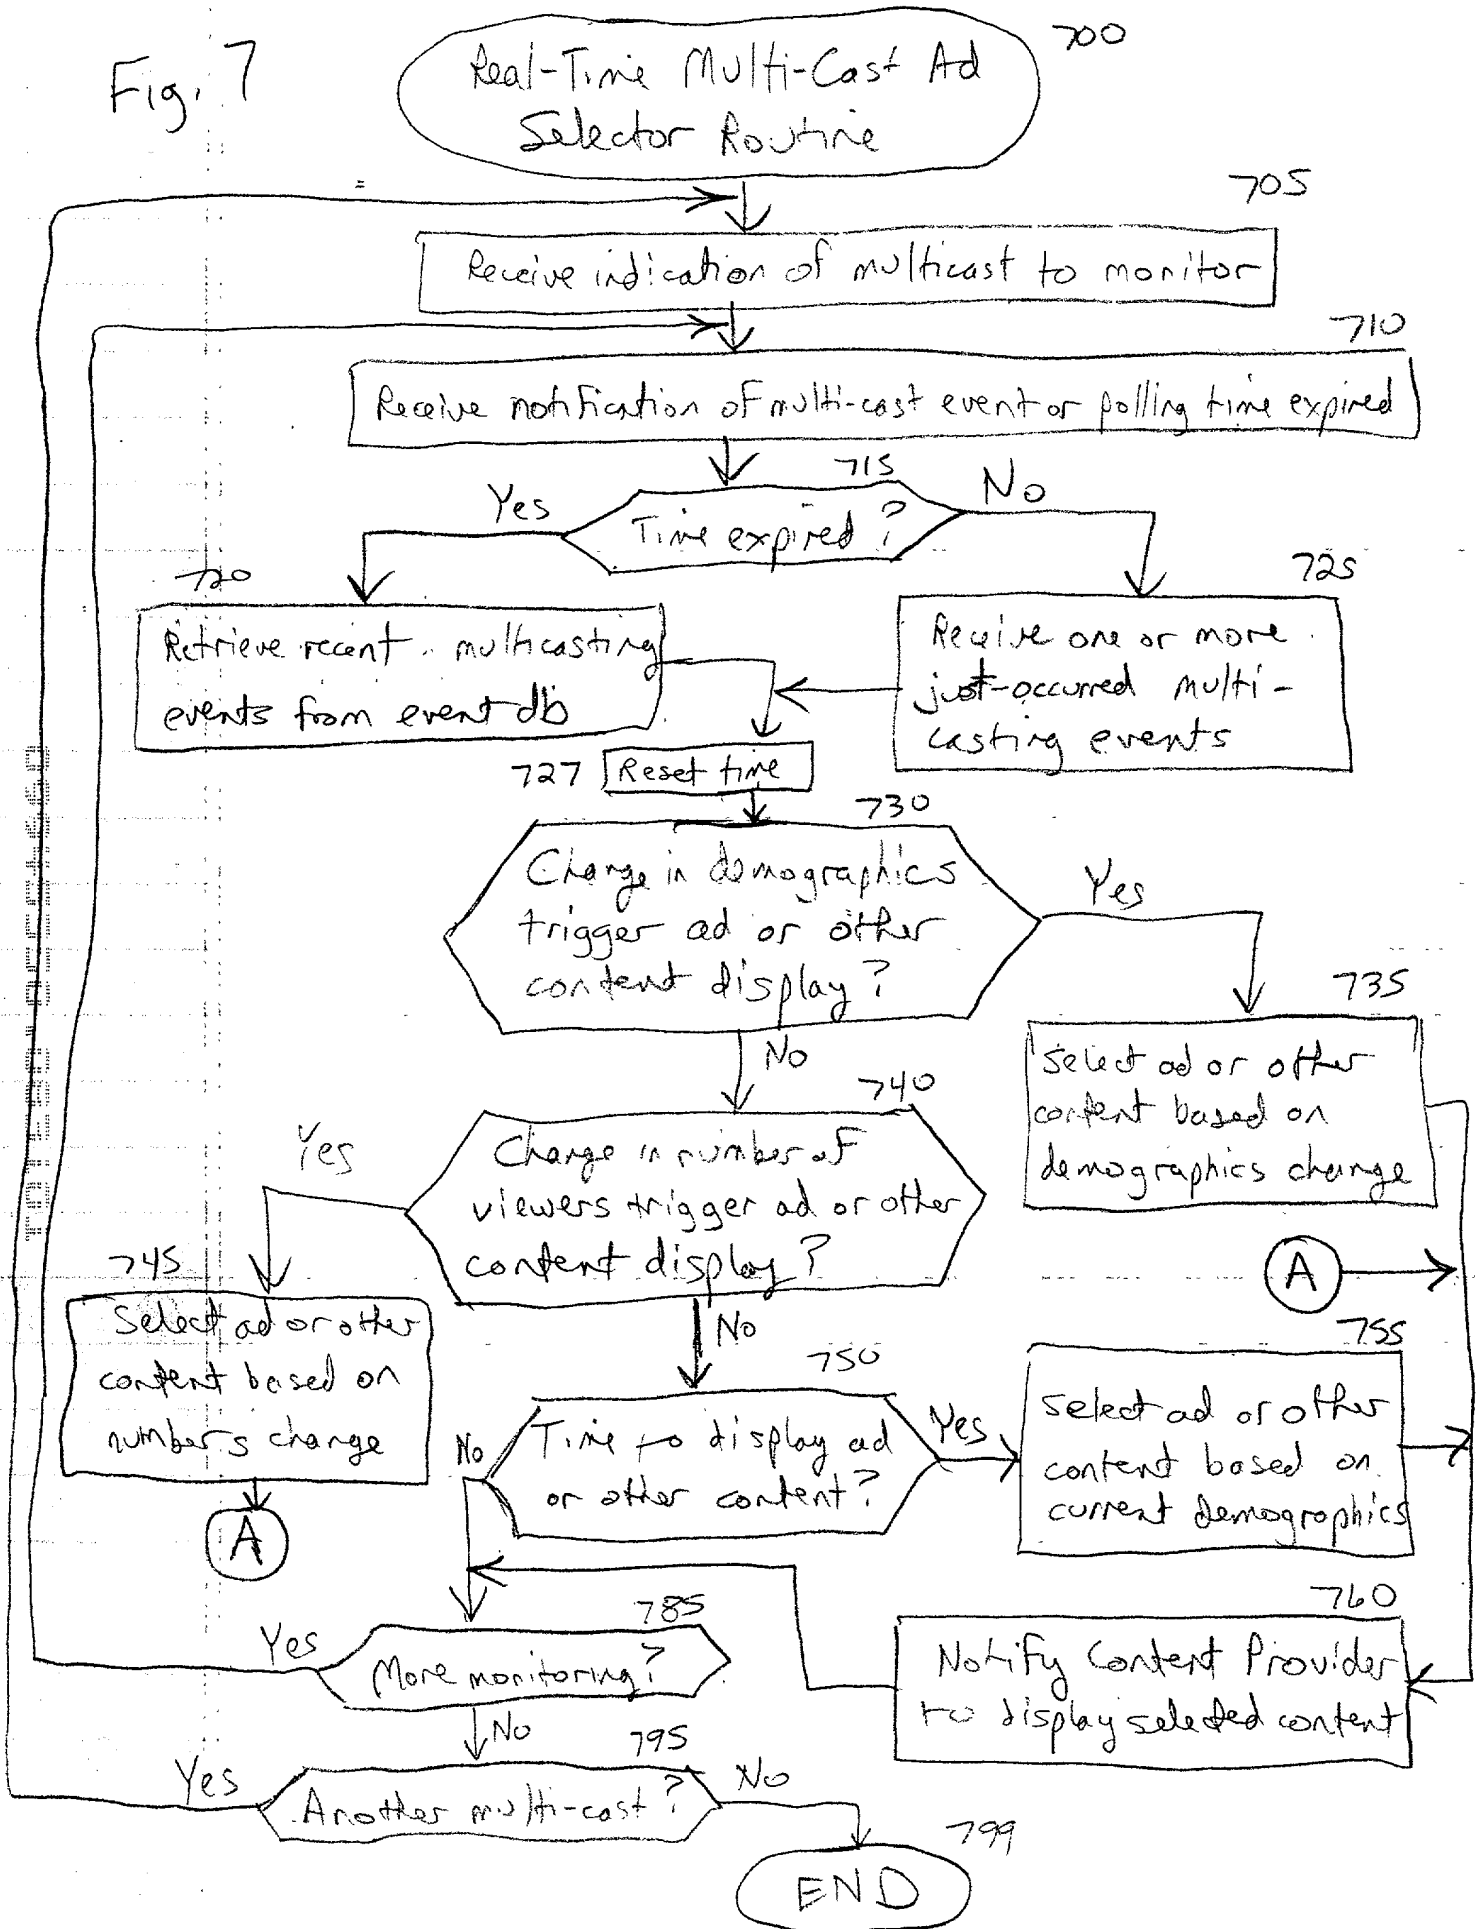 Fig. 7
700
Real-Time Multi-Cast Ad
Selector Routine
705
Receive indication of multicast to monitor
710
Receive notification of multi-cast event or polling time expired
715
Yes
No
Time expired?
720
725
Retrieve recent multicasting
events from event db
Receive one or more
just-occurred multi-
casting events
727
Reset time
730
Change in demographics
trigger ad or other
content display?
Yes
No
735
Select ad or other
content based on
demographics change
740
Yes
Change in number of
viewers trigger ad or other
content display?
No
A
745
Select ad or other
content based on
numbers change
A
750
No
Time to display ad
or other content?
Yes
755
Select ad or other
content based on
current demographics
760
Notify Content Provider
to display selected content
785
Yes
More monitoring?
No
795
Yes
Another multi-cast?
No
799
END